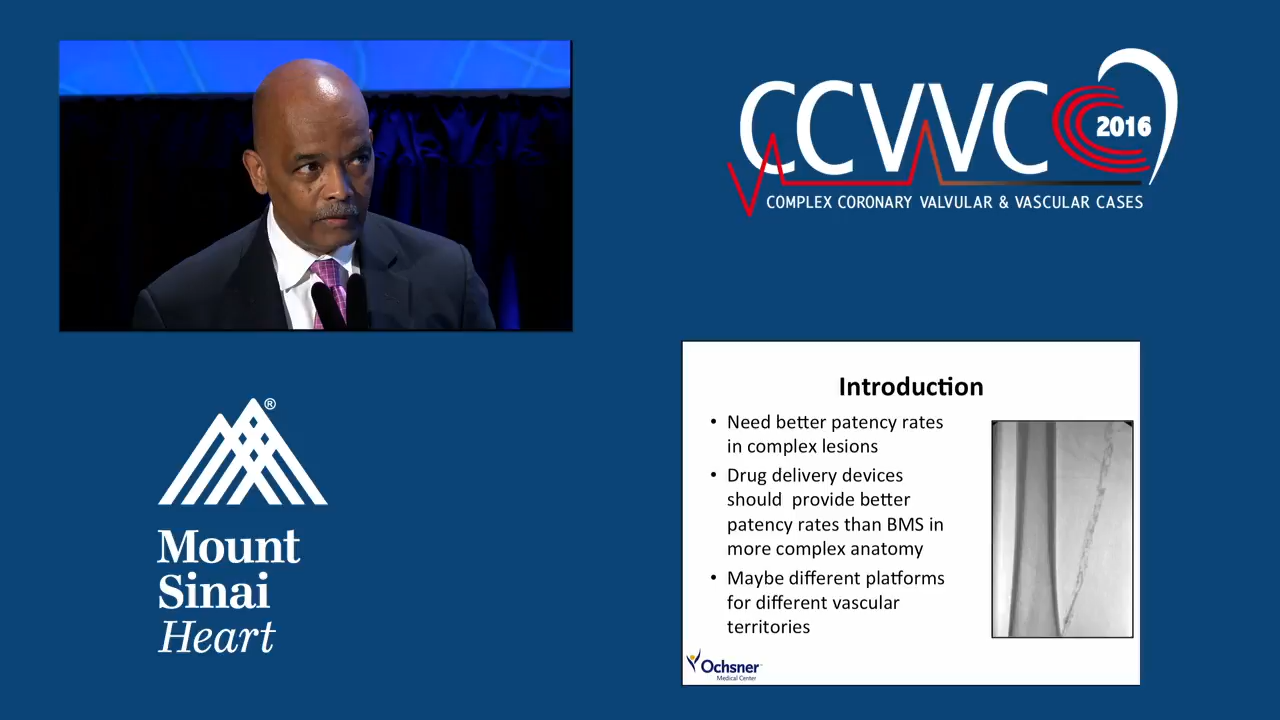 CCVVC
2016
COMPLEX CORONARY VALVULAR & VASCULAR CASES
®
Mount
Sinai
Heart
Introduction
• Need better patency rates
in complex lesions
• Drug delivery devices
should provide better
patency rates than BMS in
more complex anatomy
• Maybe different platforms
for different vascular
territories
Ochsner
Medical Center